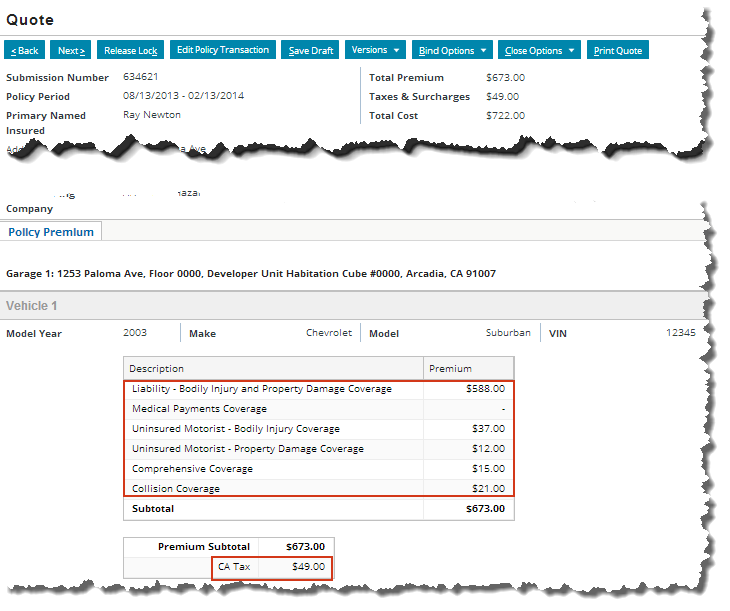 Quote
< Back Next > Release Lock Edit Policy Transaction Save Draft Versions Bind Options Close Options Print Quote
Submission Number 634621 Total Premium $673.00
Policy Period 08/13/2013 - 02/13/2014 Taxes & Surcharges $49.00
Primary Named Ray Newton Total Cost $722.00
Insured
Company
Policy Premium
Garage 1: 1253 Paloma Ave, Floor 0000, Developer Unit Habitation Cube #0000, Arcadia, CA 91007
Vehicle 1
Model Year 2003 Make Chevrolet Model Suburban VIN 12345
Description Premium
Liability - Bodily Injury and Property Damage Coverage $588.00
Medical Payments Coverage -
Uninsured Motorist - Bodily Injury Coverage $37.00
Uninsured Motorist - Property Damage Coverage $12.00
Comprehensive Coverage $15.00
Collision Coverage $21.00
Subtotal $673.00
Premium Subtotal $673.00
CA Tax $49.00